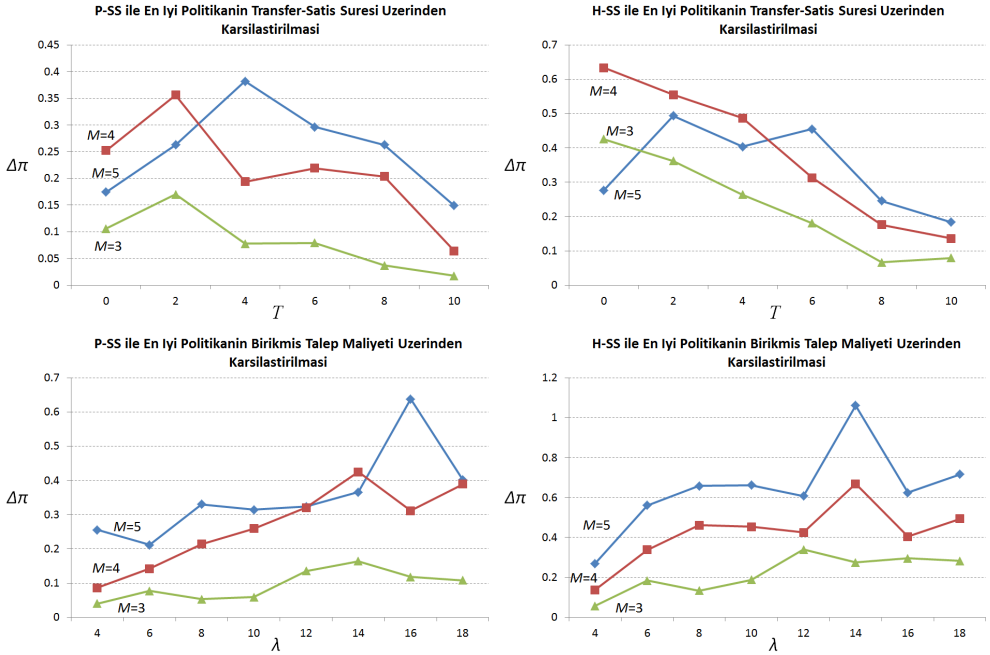 P-SS ile En Iyi Politikanin Transfer-Satis Suresi Uzerinden
Karsilastirilmasi
0.45
0.4
0.35
0.3
0.25
0.2
0.15
0.1
0.05
0
Δπ
M=4
M=5
M=3
0 2 4 6 8 10
T
H-SS ile En Iyi Politikanin Transfer-Satis Suresi Uzerinden
Karsilastirilmasi
0.7
0.6
0.5
0.4
0.3
0.2
0.1
0
Δπ
M=4
M=3
M=5
0 2 4 6 8 10
T
P-SS ile En Iyi Politikanin Birikmis Talep Maliyeti Uzerinden
Karsilastirilmasi
0.7
0.6
0.5
0.4
0.3
0.2
0.1
0
Δπ
M=5
M=4
M=3
4 6 8 10 12 14 16 18
λ
H-SS ile En Iyi Politikanin Birikmis Talep Maliyeti Uzerinden
Karsilastirilmasi
1.2
1
0.8
0.6
0.4
0.2
0
Δπ
M=5
M=4
M=3
4 6 8 10 12 14 16 18
λ